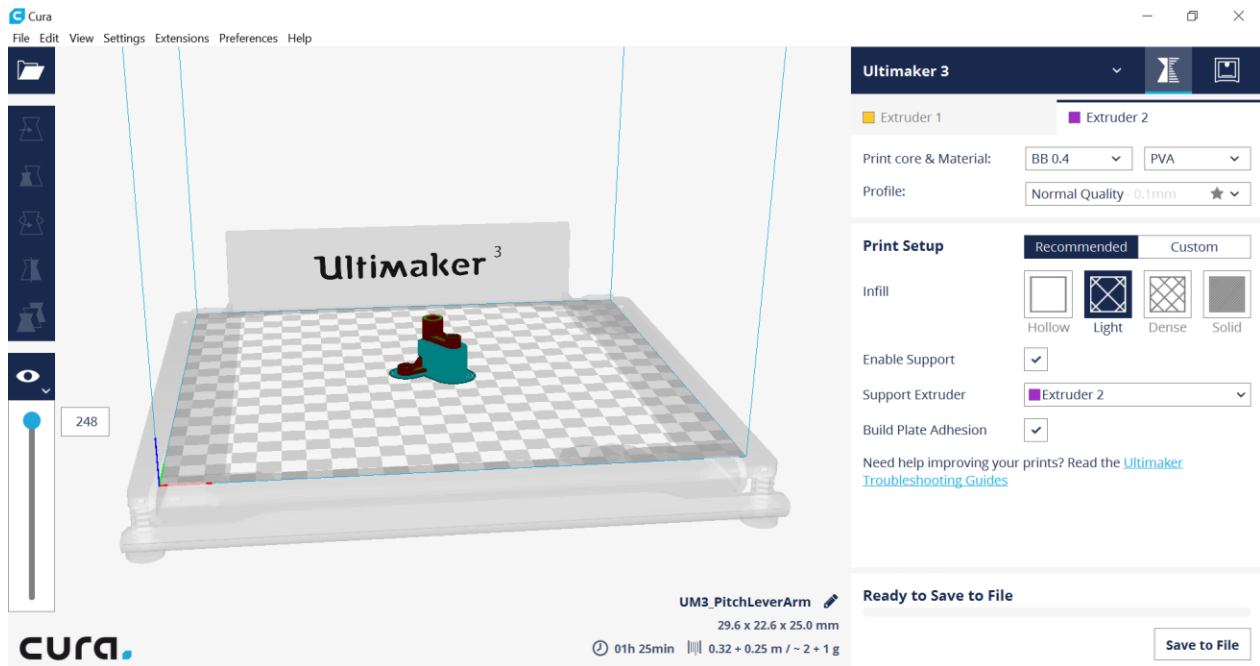 Cura
File Edit View Settings Extensions Preferences Help
Ultimaker 3
Extruder 1
Extruder 2
Print core & Material:
BB 0.4
PVA
Profile:
Normal Quality - 0.1mm
Print Setup
Recommended
Custom
Infill
Hollow
Light
Dense
Solid
Enable Support
Support Extruder
Extruder 2
Build Plate Adhesion
Need help improving your prints? Read the Ultimaker
Troubleshooting Guides
Ultimaker 3
248
UM3_PitchLeverArm
29.6 x 22.6 x 25.0 mm
01h 25min
0.32 + 0.25 m / ~ 2 + 1 g
Ready to Save to File
Save to File
cura.